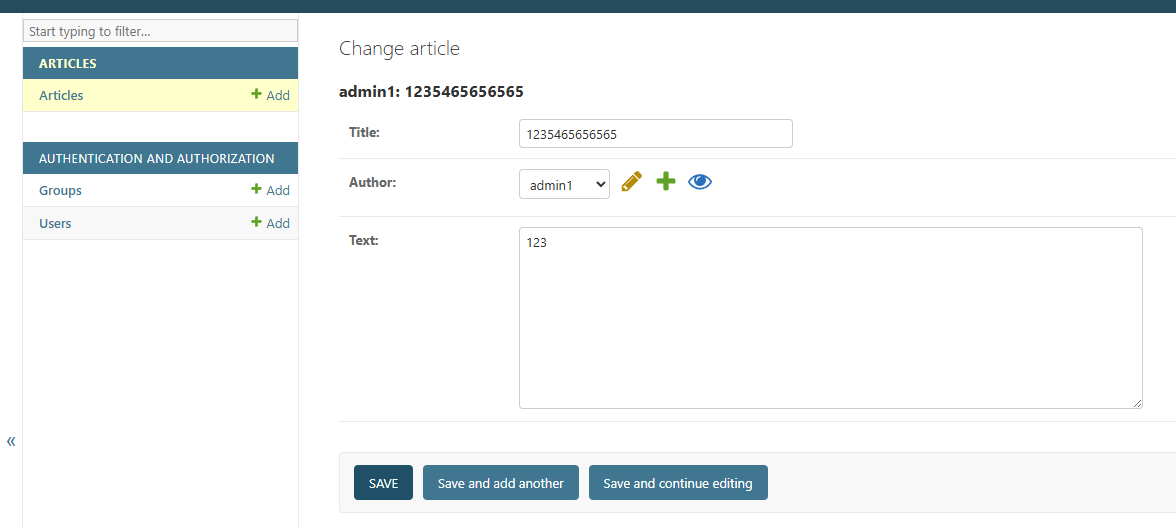 Start typing to filter...
ARTICLES
Articles + Add
AUTHENTICATION AND AUTHORIZATION
Groups + Add
Users + Add
«
Change article
admin1: 1235465656565
Title: 1235465656565
Author: admin1
Text: 123
SAVE Save and add another Save and continue editing